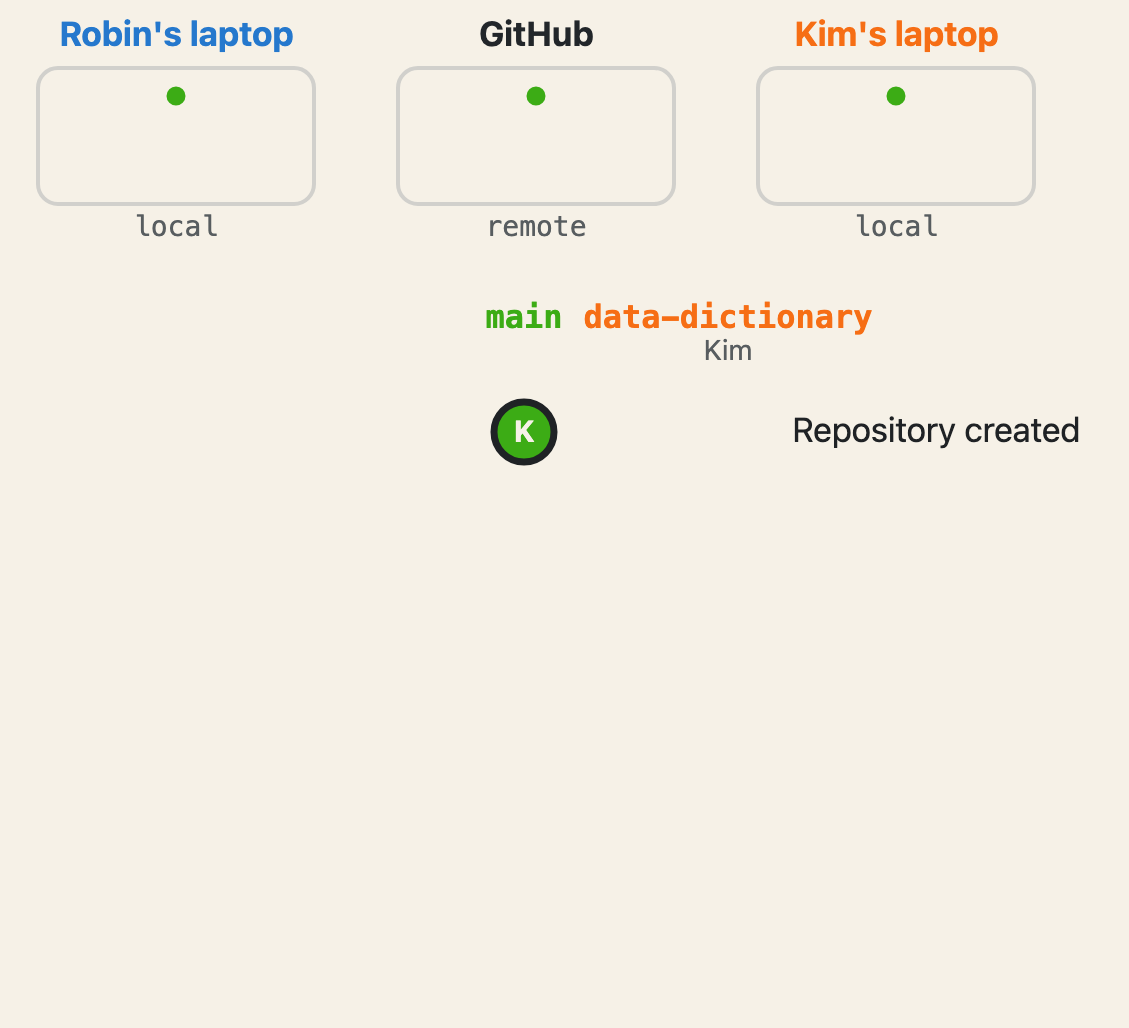 Robin's laptop GitHub Kim's laptop
local remote local
main data-dictionary
Kim
K Repository created